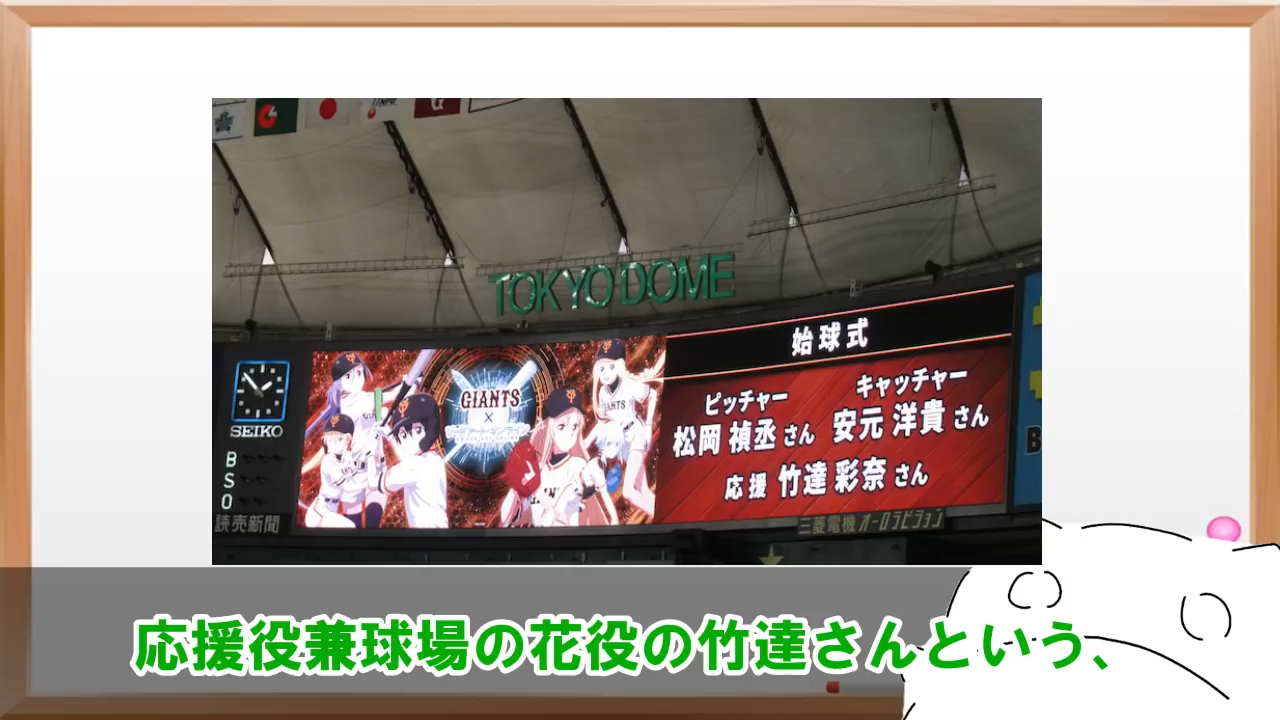 TOKYO DOME
SEIKO
B
S
O
読売新聞
GIANTS
×
GIANTS
始球式
ピッチャー
松岡 禎丞 さん
キャッチャー
安元 洋貴 さん
応援 竹達 彩奈 さん
三菱電機 オーロラビジョン
B
応援役兼球場の花役の竹達さんという、